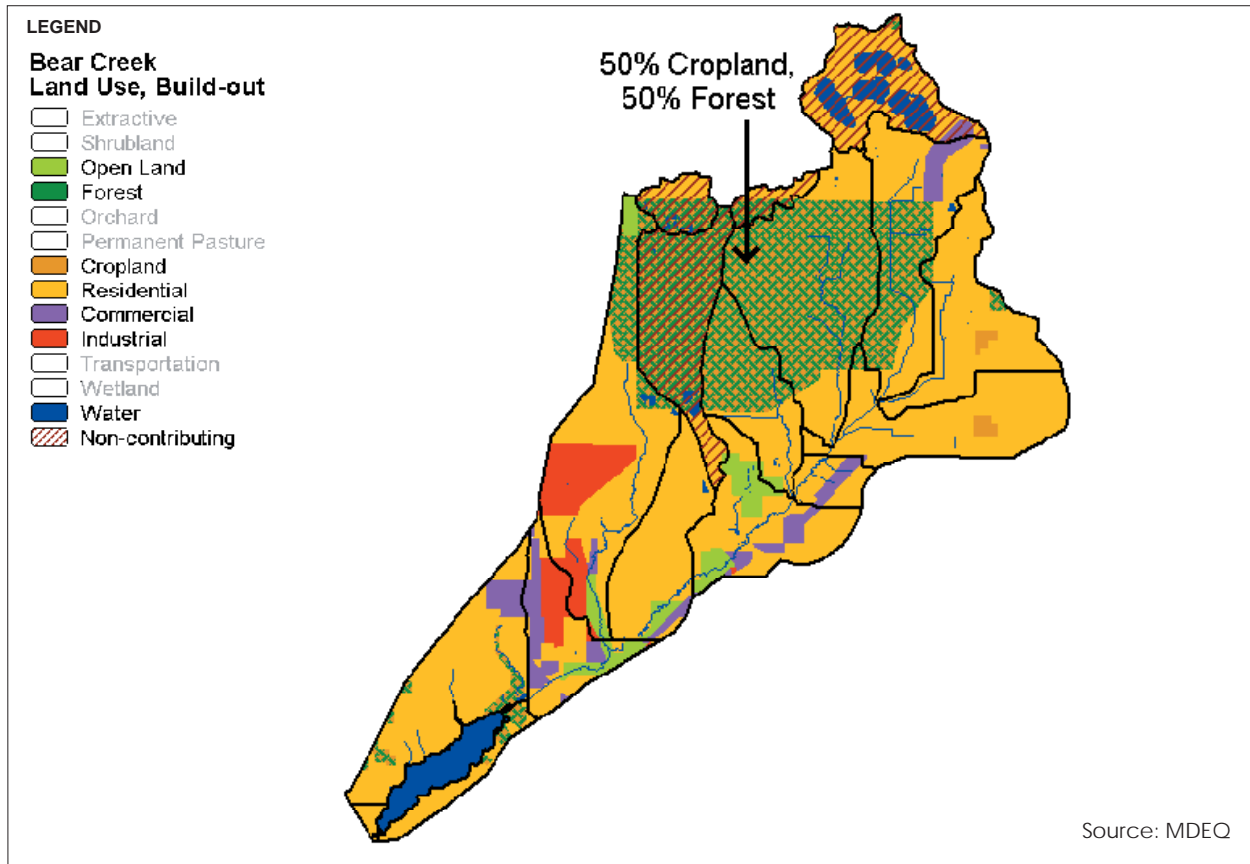 LEGEND
Bear Creek
Land Use, Build-out
Extractive
Shrubland
Open Land
Forest
Orchard
Permanent Pasture
Cropland
Residential
Commercial
Industrial
Transportation
Wetland
Water
Non-contributing
50% Cropland,
50% Forest
Source: MDEQ